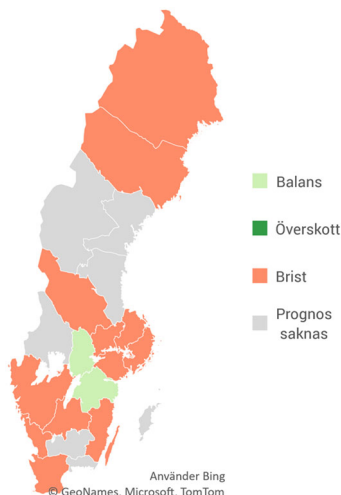 Balans
Överskott
Brist
Prognos
saknas
Använder Bing
© GeoNames, Microsoft, TomTom